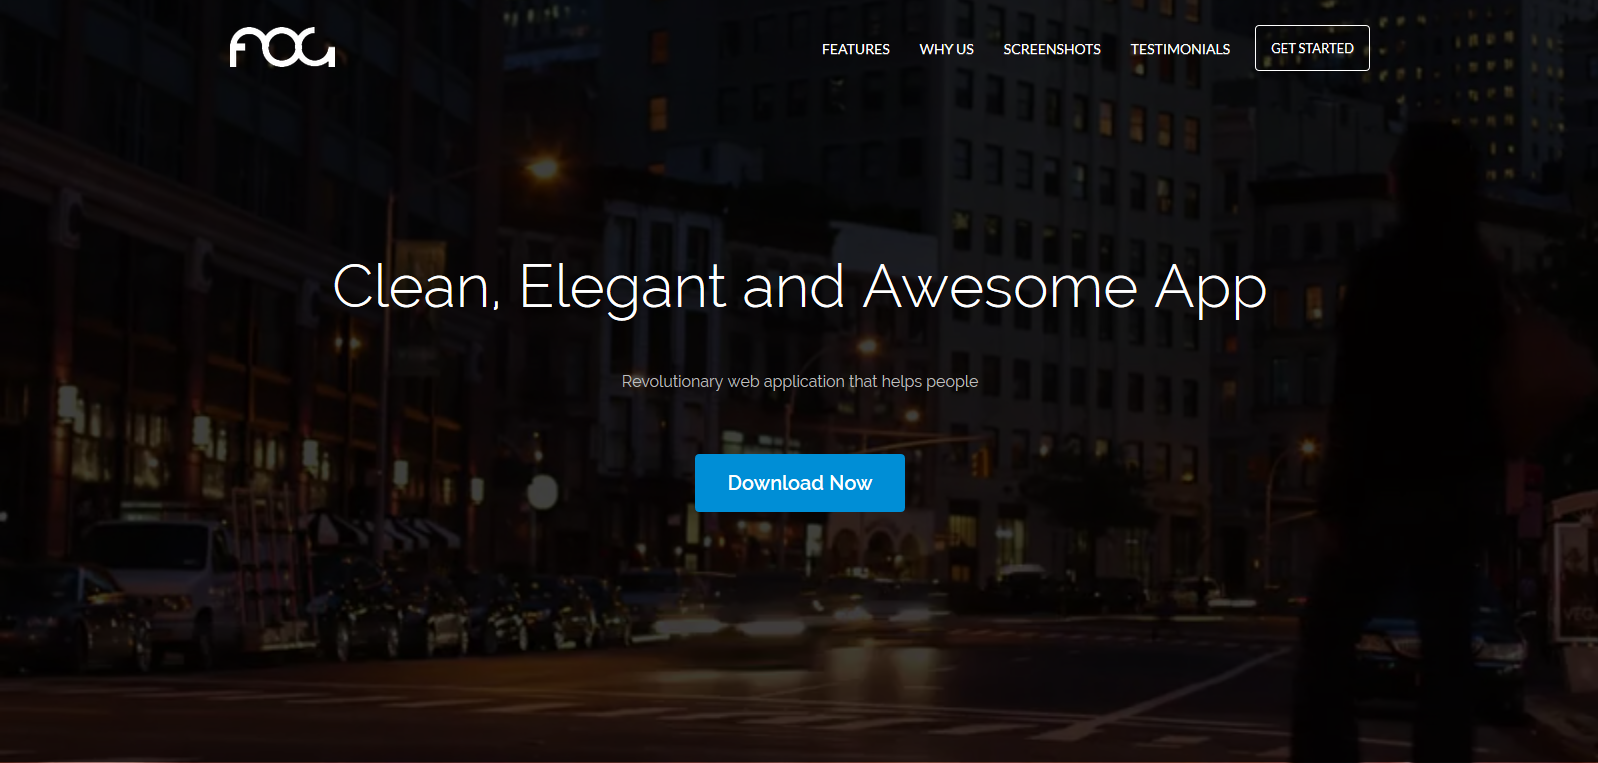 FOG
FEATURES
WHY US
SCREENSHOTS
TESTIMONIALS
GET STARTED
Clean, Elegant and Awesome App
Revolutionary web application that helps people
Download Now